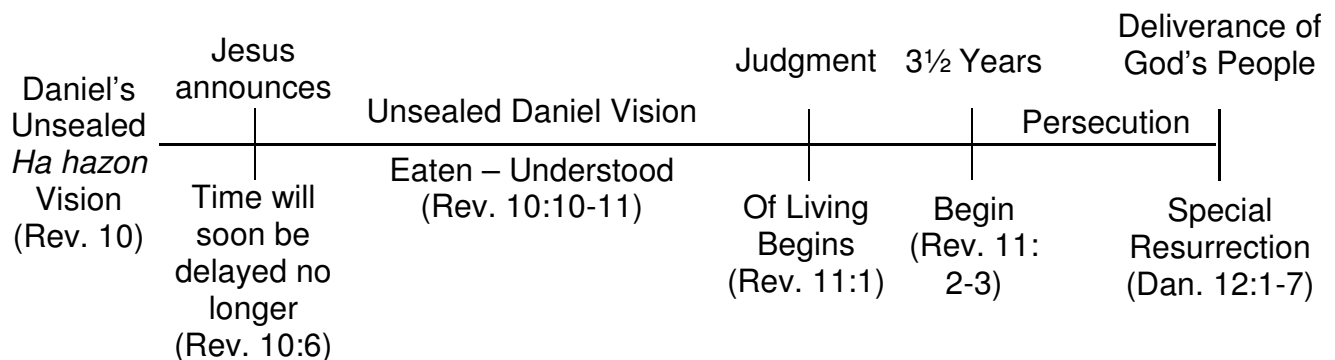 Daniel's
Unsealed
Ha hazon
Vision
(Rev. 10)
Jesus
announces
Time will
soon be
delayed no
longer
(Rev. 10:6)
Unsealed Daniel Vision
Eaten – Understood
(Rev. 10:10-11)
Judgment
Of Living
Begins
(Rev. 11:1)
3½ Years
Begin
(Rev. 11:
2-3)
Persecution
Deliverance of
God's People
Special
Resurrection
(Dan. 12:1-7)